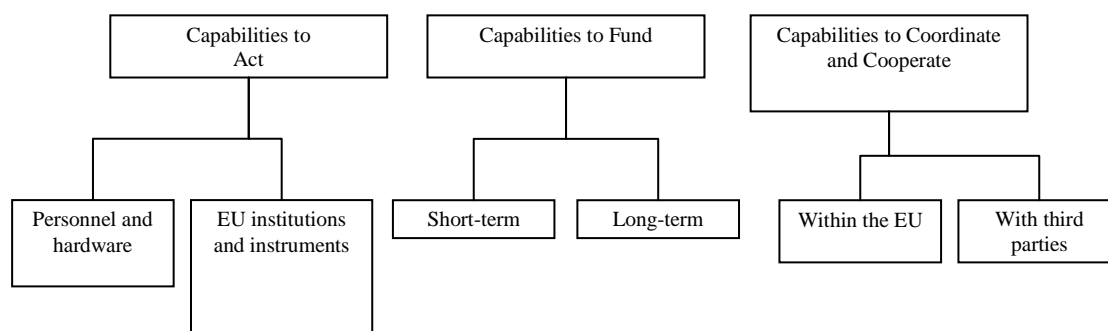 Capabilities to
Act
Capabilities to Fund
Capabilities to Coordinate
and Cooperate
Personnel and
hardware
EU institutions
and instruments
Short-term
Long-term
Within the EU
With third
parties